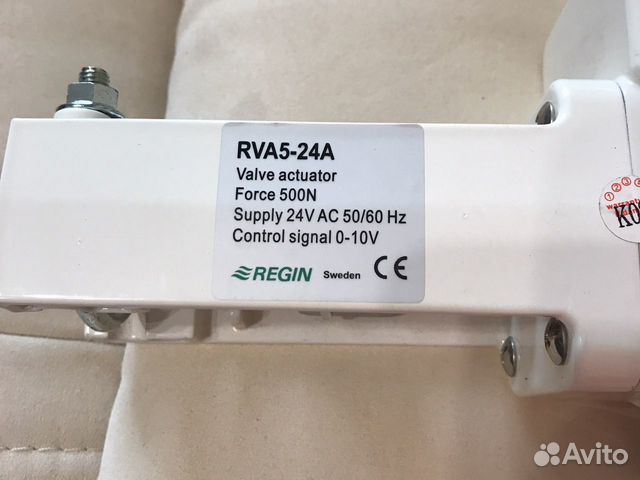 RVA5-24A
Valve actuator
Force 500N
Supply 24V AC 50/60 Hz
Control signal 0-10V
REGIN Sweden CE
K0
Avito